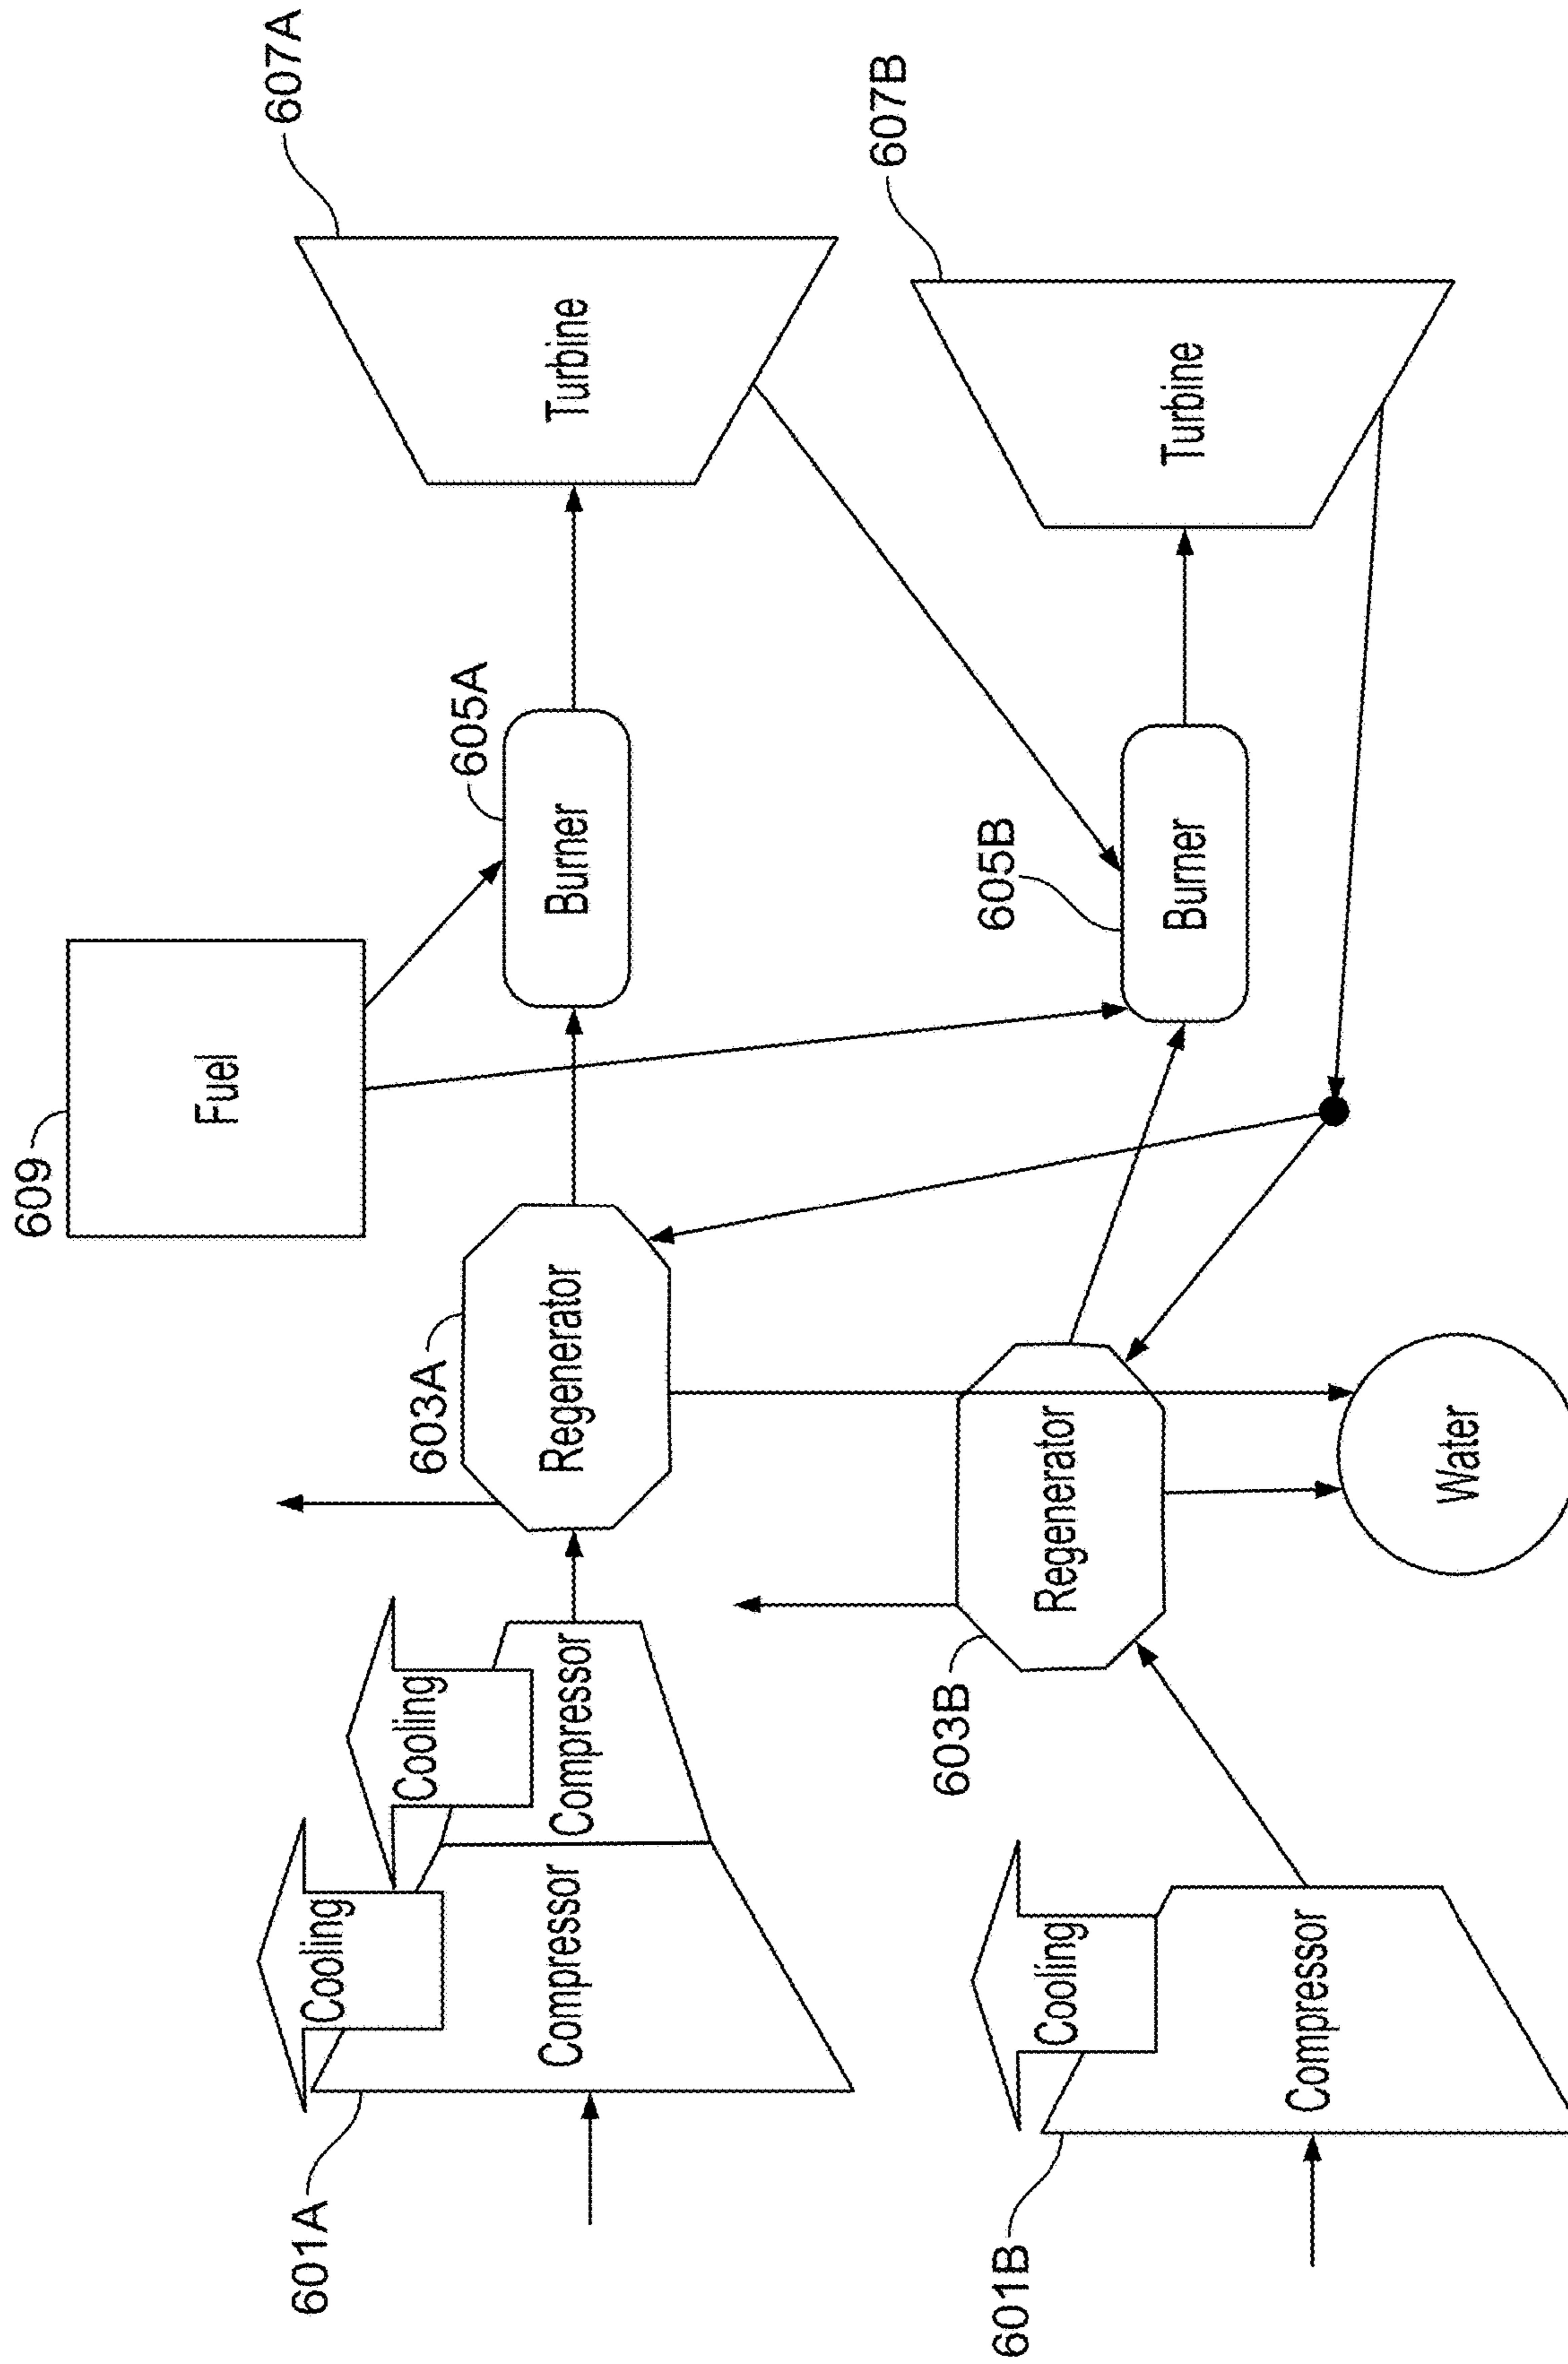 609
Fuel
607A
Turbine
605A
Burner
603A
Regenerator
Cooling
Cooling
Compressor
Compressor
601A
607B
Turbine
605B
Burner
603B
Regenerator
Water
Cooling
Compressor
601B